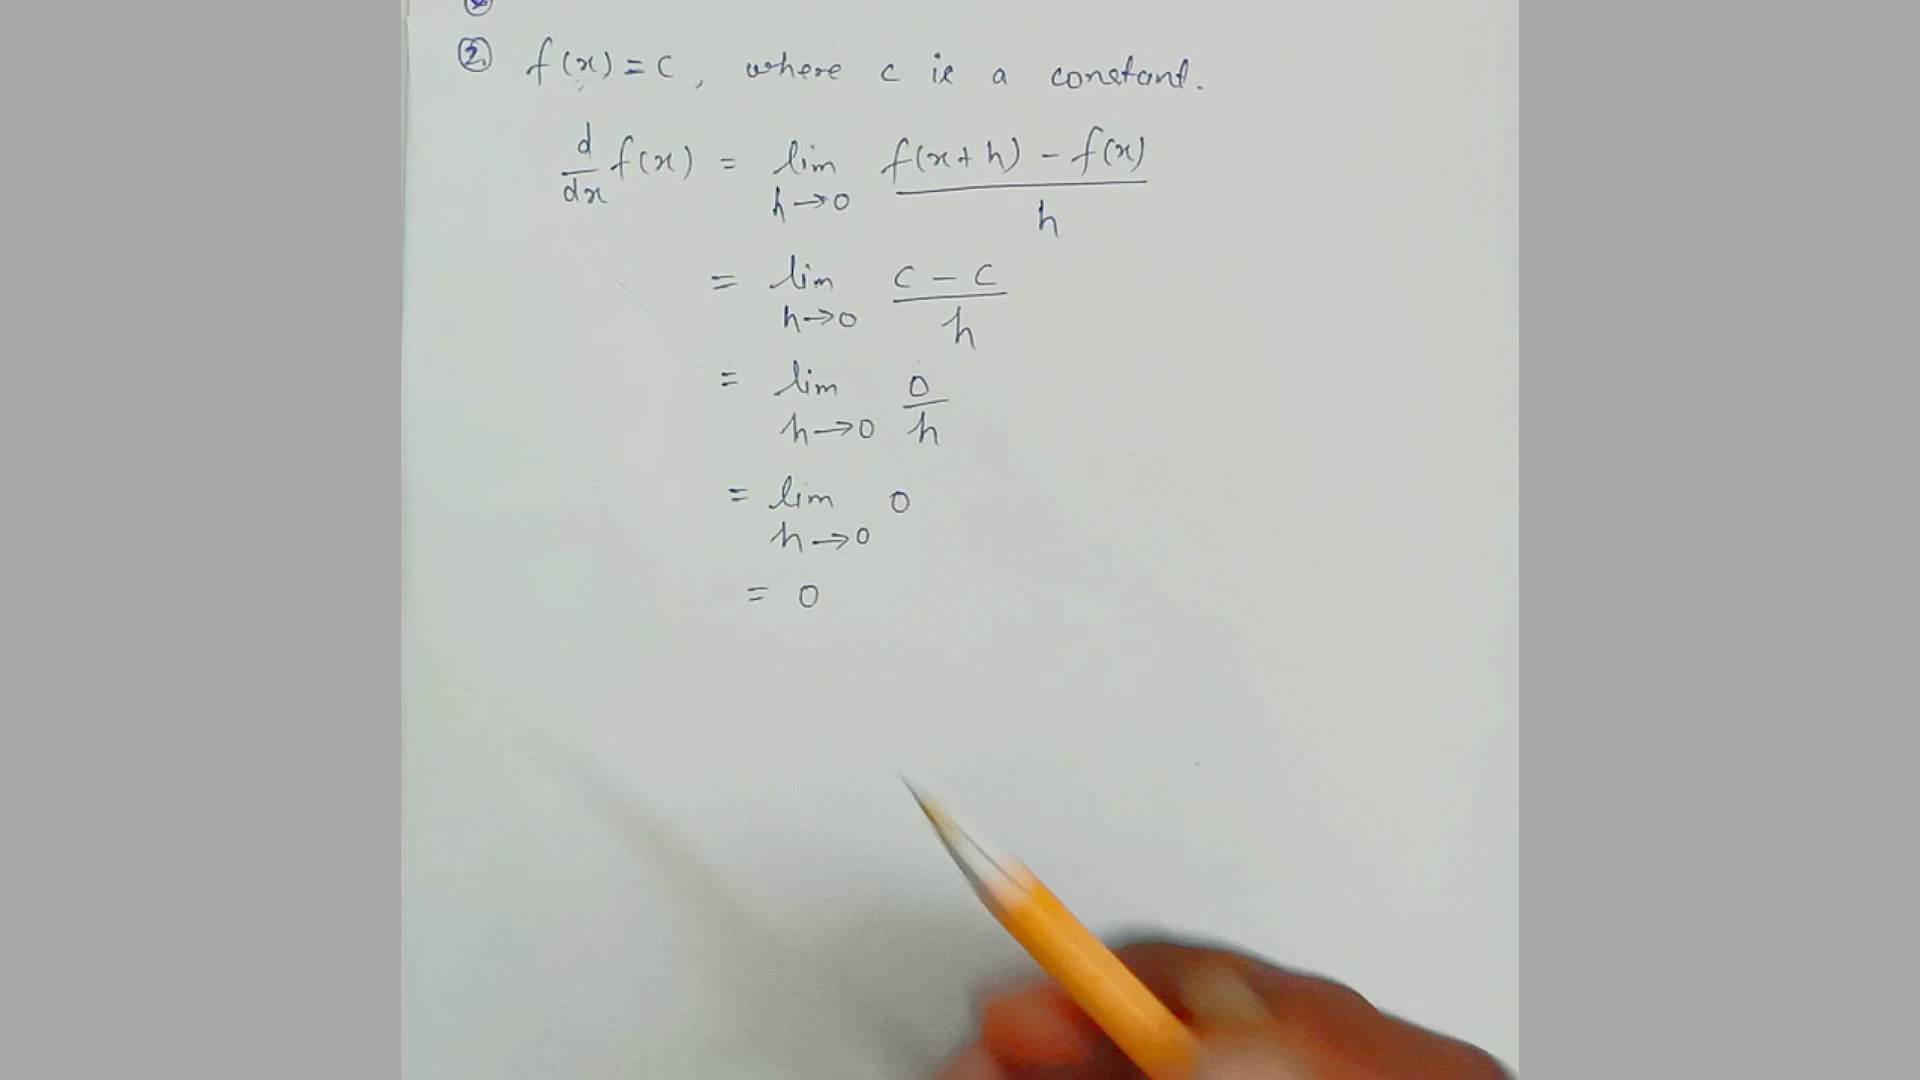 ② f(x) = c, where c is a constant.
d/dx f(x) = lim h→0 f(x+h) - f(x) / h
= lim h→0 c - c / h
= lim h→0 0/h
= lim h→0 0
= 0